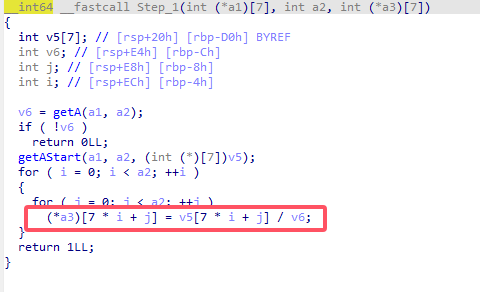 __int64 __fastcall Step_1(int (*a1)[7], int a2, int (*a3)[7])
{
int v5[7]; // [rsp+20h] [rbp-D0h] BYREF
int v6; // [rsp+E4h] [rbp-Ch]
int j; // [rsp+E8h] [rbp-8h]
int i; // [rsp+ECh] [rbp-4h]
v6 = getA(a1, a2);
if ( !v6 )
return 0LL;
getAStart(a1, a2, (int (*)[7])v5);
for ( i = 0; i < a2; ++i )
{
for ( j = 0; j < a2; ++j )
(*a3)[7 * i + j] = v5[7 * i + j] / v6;
}
return 1LL;
}